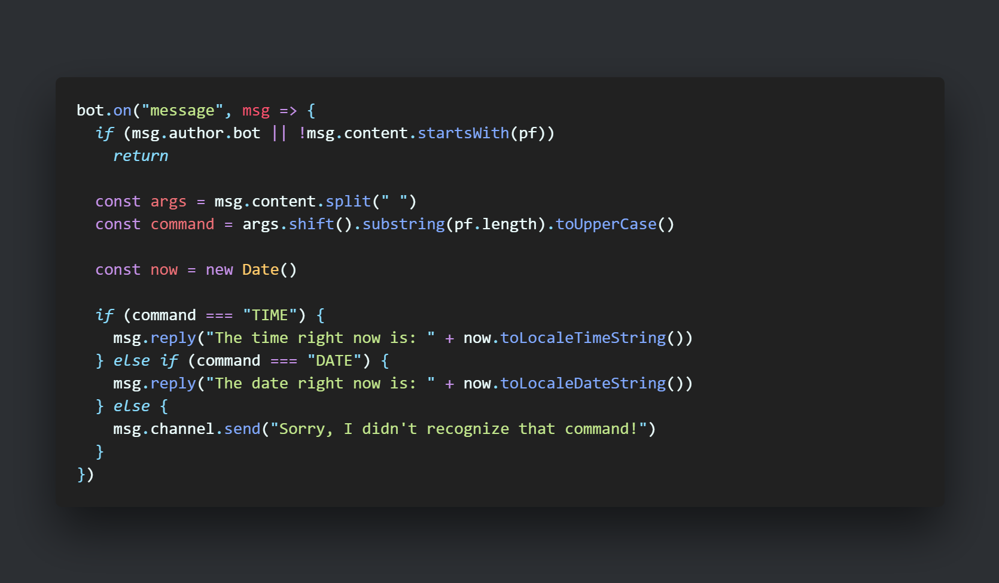 bot.on("message", msg => {
  if (msg.author.bot || !msg.content.startsWith(pf))
    return

  const args = msg.content.split(" ")
  const command = args.shift().substring(pf.length).toUpperCase()

  const now = new Date()

  if (command === "TIME") {
    msg.reply("The time right now is: " + now.toLocaleTimeString())
  } else if (command === "DATE") {
    msg.reply("The date right now is: " + now.toLocaleDateString())
  } else {
    msg.channel.send("Sorry, I didn't recognize that command!")
  }
})